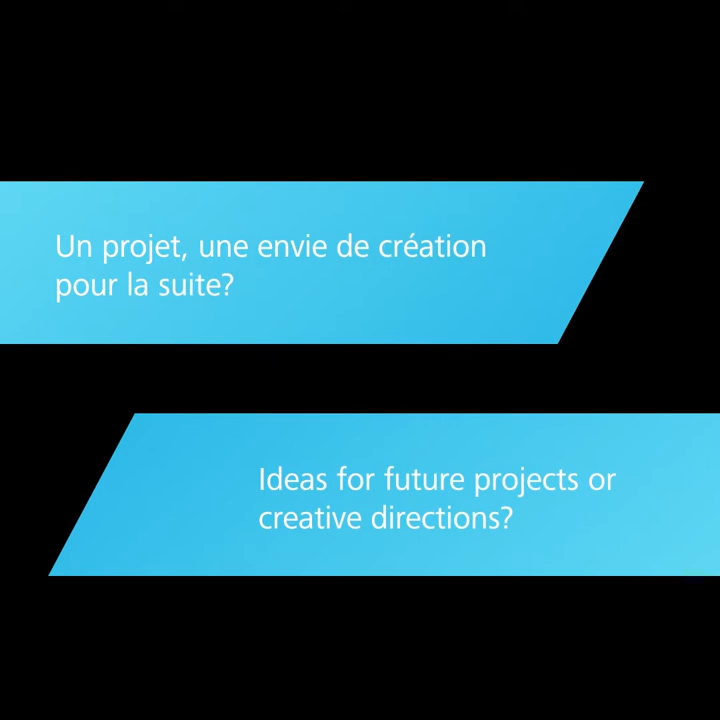 Un projet, une envie de création
pour la suite?
Ideas for future projects or
creative directions?